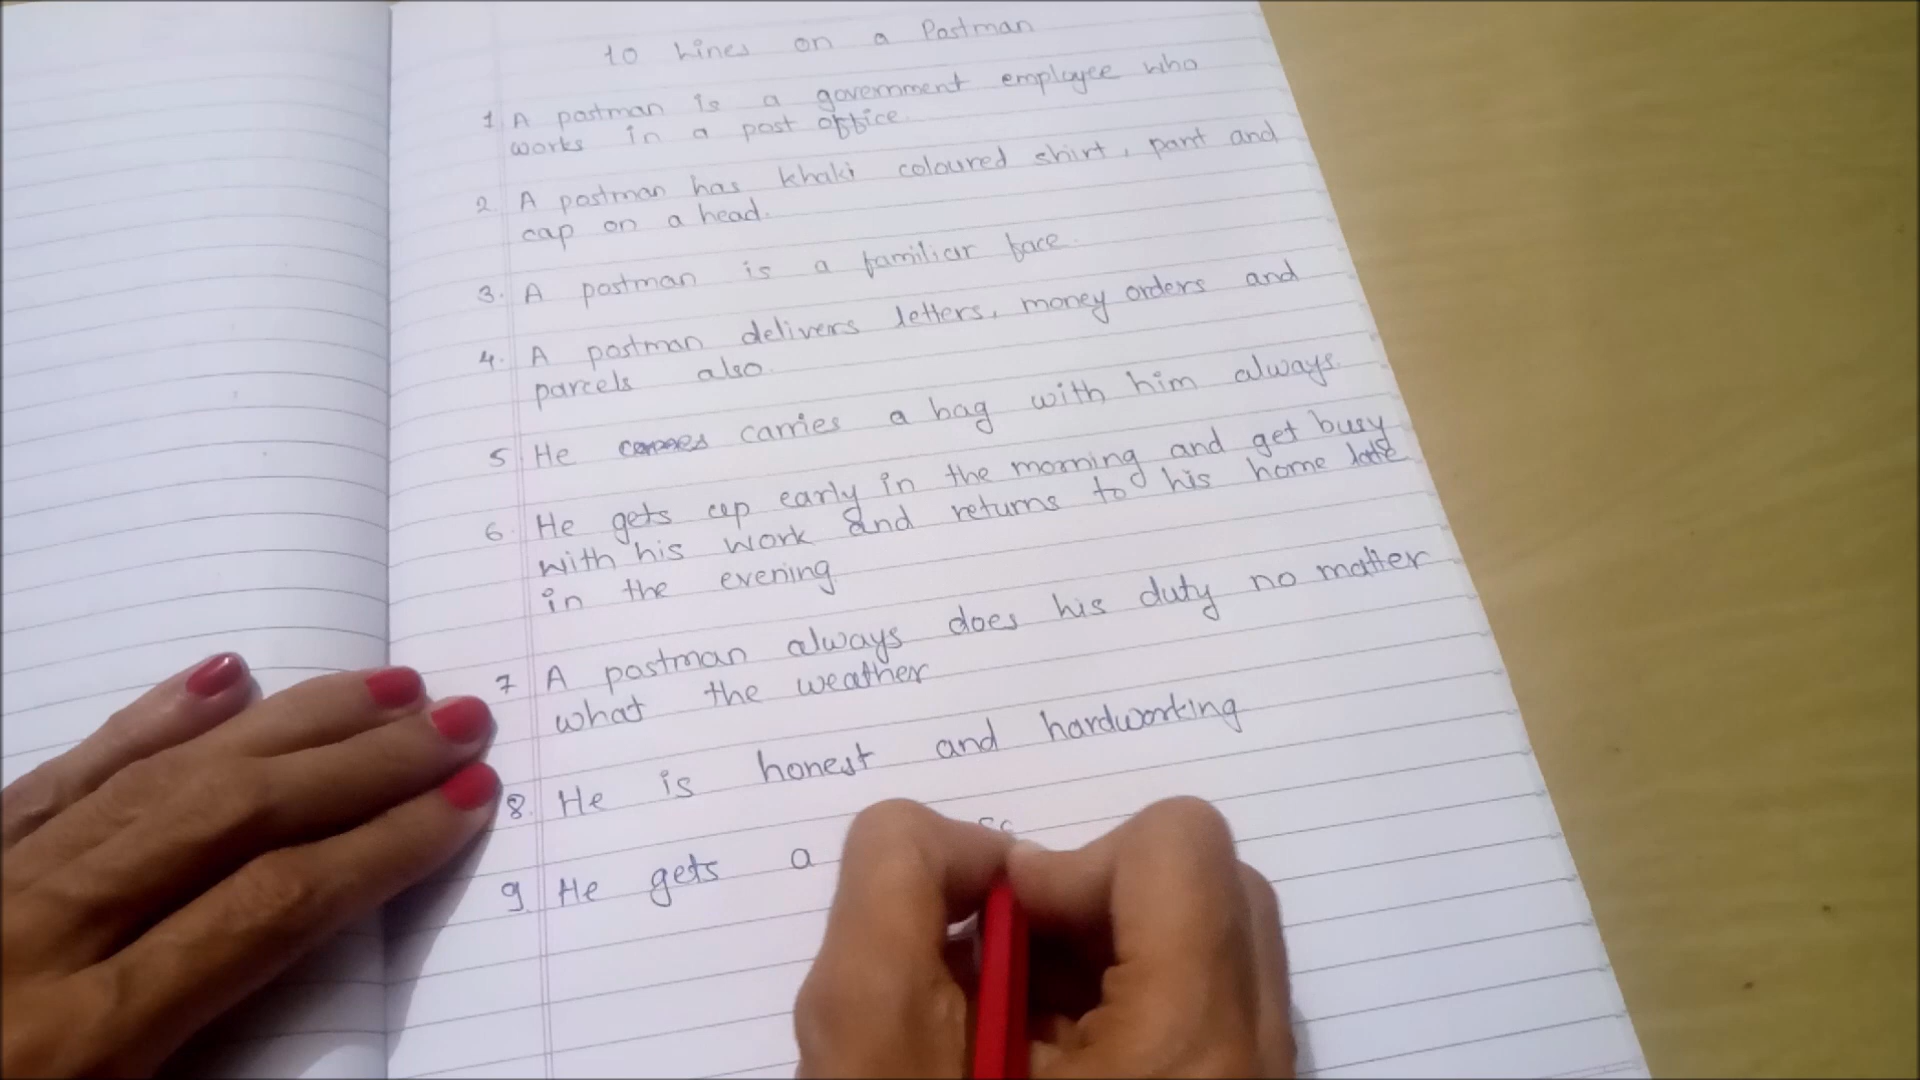 10 Lines on a Postman
1 A postman is a government employee who
works in a post office.
2 A postman has khaki coloured shirt, pant and
cap on a head.
3. A postman is a familiar face.
4. A postman delivers letters, money orders and
parcels also.
5 He carries a bag with him always.
6. He gets up early in the morning and get busy
with his work and returns to his home late
in the evening
7 A postman always does his duty no matter
what the weather
8. He is honest and hardworking
9 He gets a